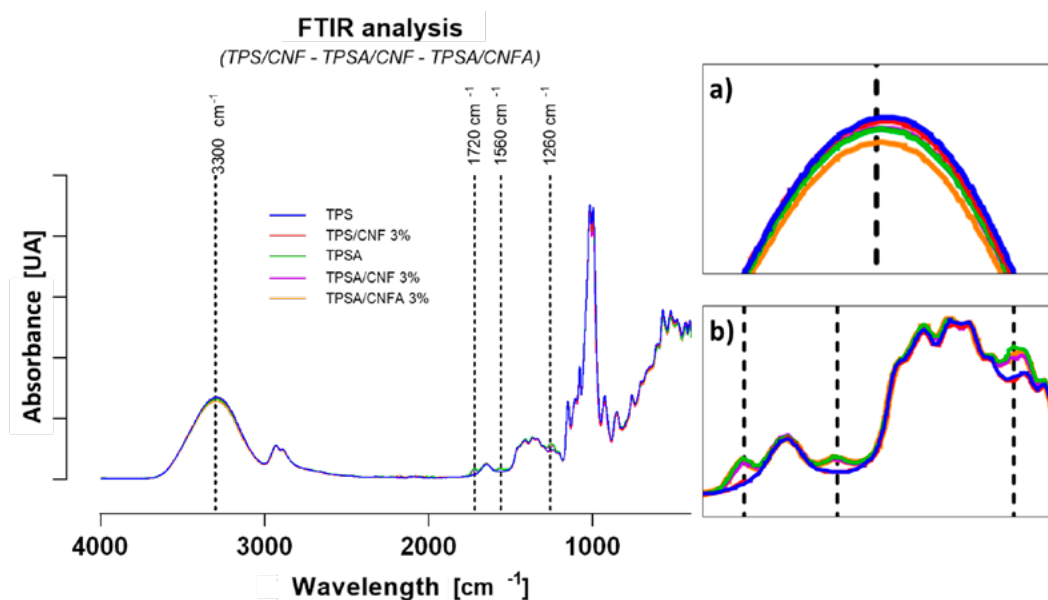 FTIR analysis
(TPS/CNF - TPSA/CNF - TPSA/CNFA)
3300 cm -1
1720 cm -1
1560 cm -1
1260 cm -1
TPS
TPS/CNF 3%
TPSA
TPSA/CNF 3%
TPSA/CNFA 3%
Absorbance [UA]
4000
3000
2000
1000
Wavelength [cm -1]
a)
b)